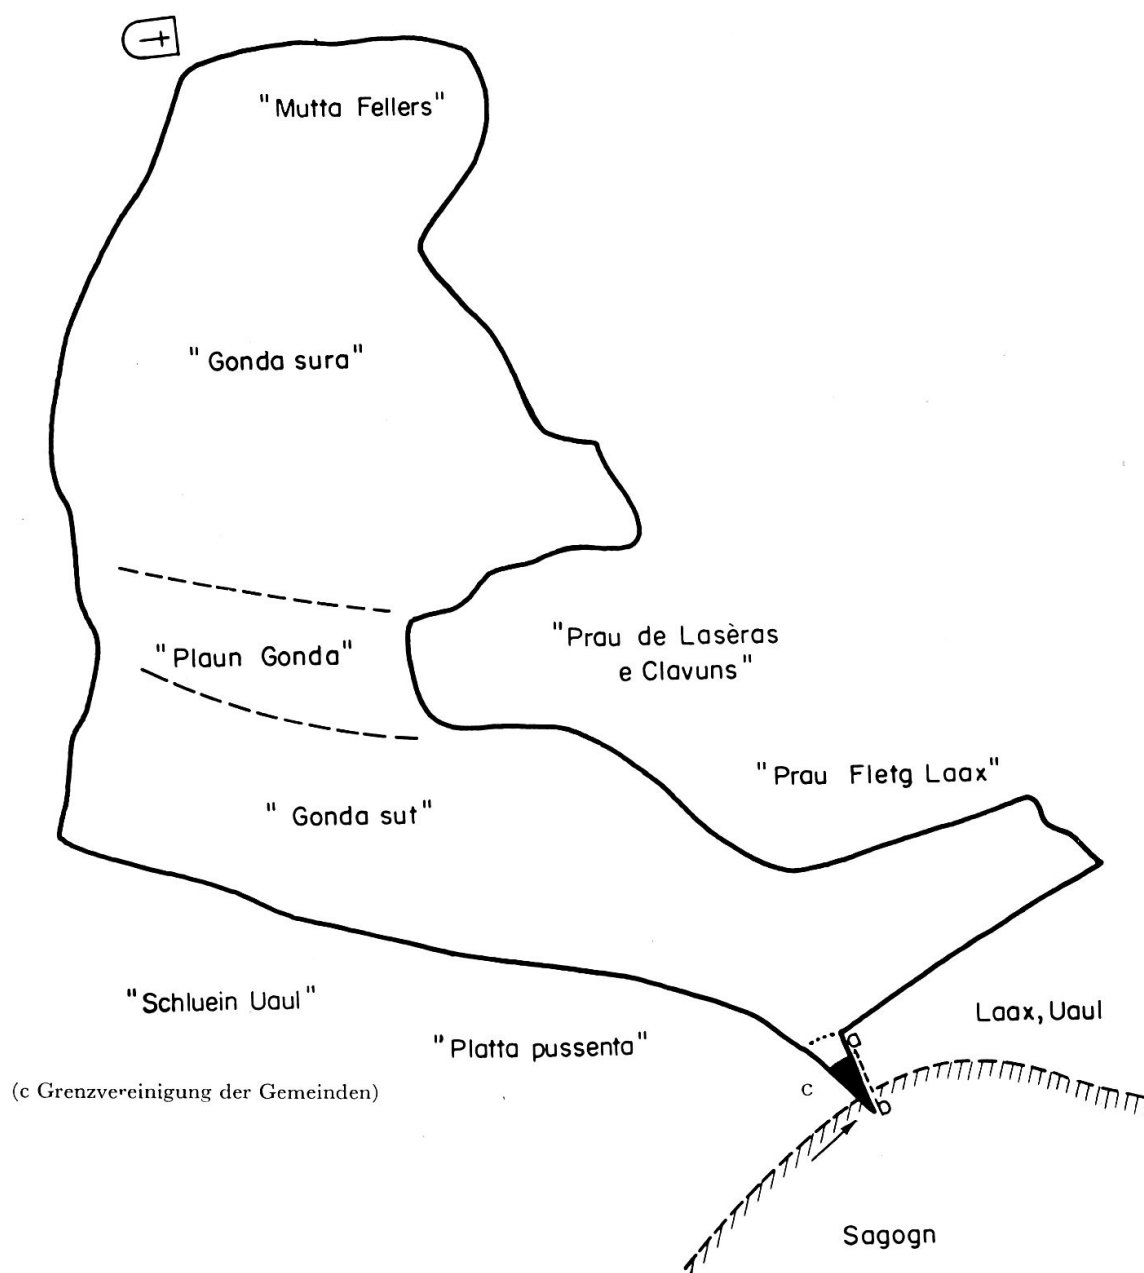 "Mutta Fellers"
"Gonda sura"
"Plaun Gonda"
"Prau de Lasèras
e Clavuns"
"Prau Fletg Laax"
"Gonda sut"
"Schluein Uaul"
"Platta pussenta"
Laax, Uaul
a
(c Grenzvereinigung der Gemeinden)
c
b
Sagogn